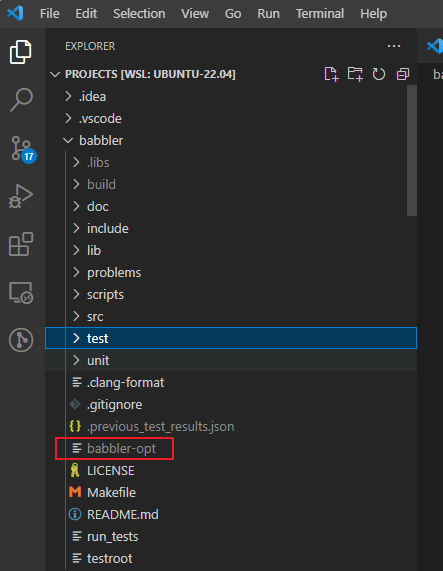 File Edit Selection View Go Run Terminal Help
EXPLORER
PROJECTS [WSL: UBUNTU-22.04]
.idea
.vscode
babbler
.libs
build
doc
include
lib
problems
scripts
src
test
unit
.clang-format
.gitignore
.previous_test_results.json
babbler-opt
LICENSE
Makefile
README.md
run_tests
testroot
17
ba